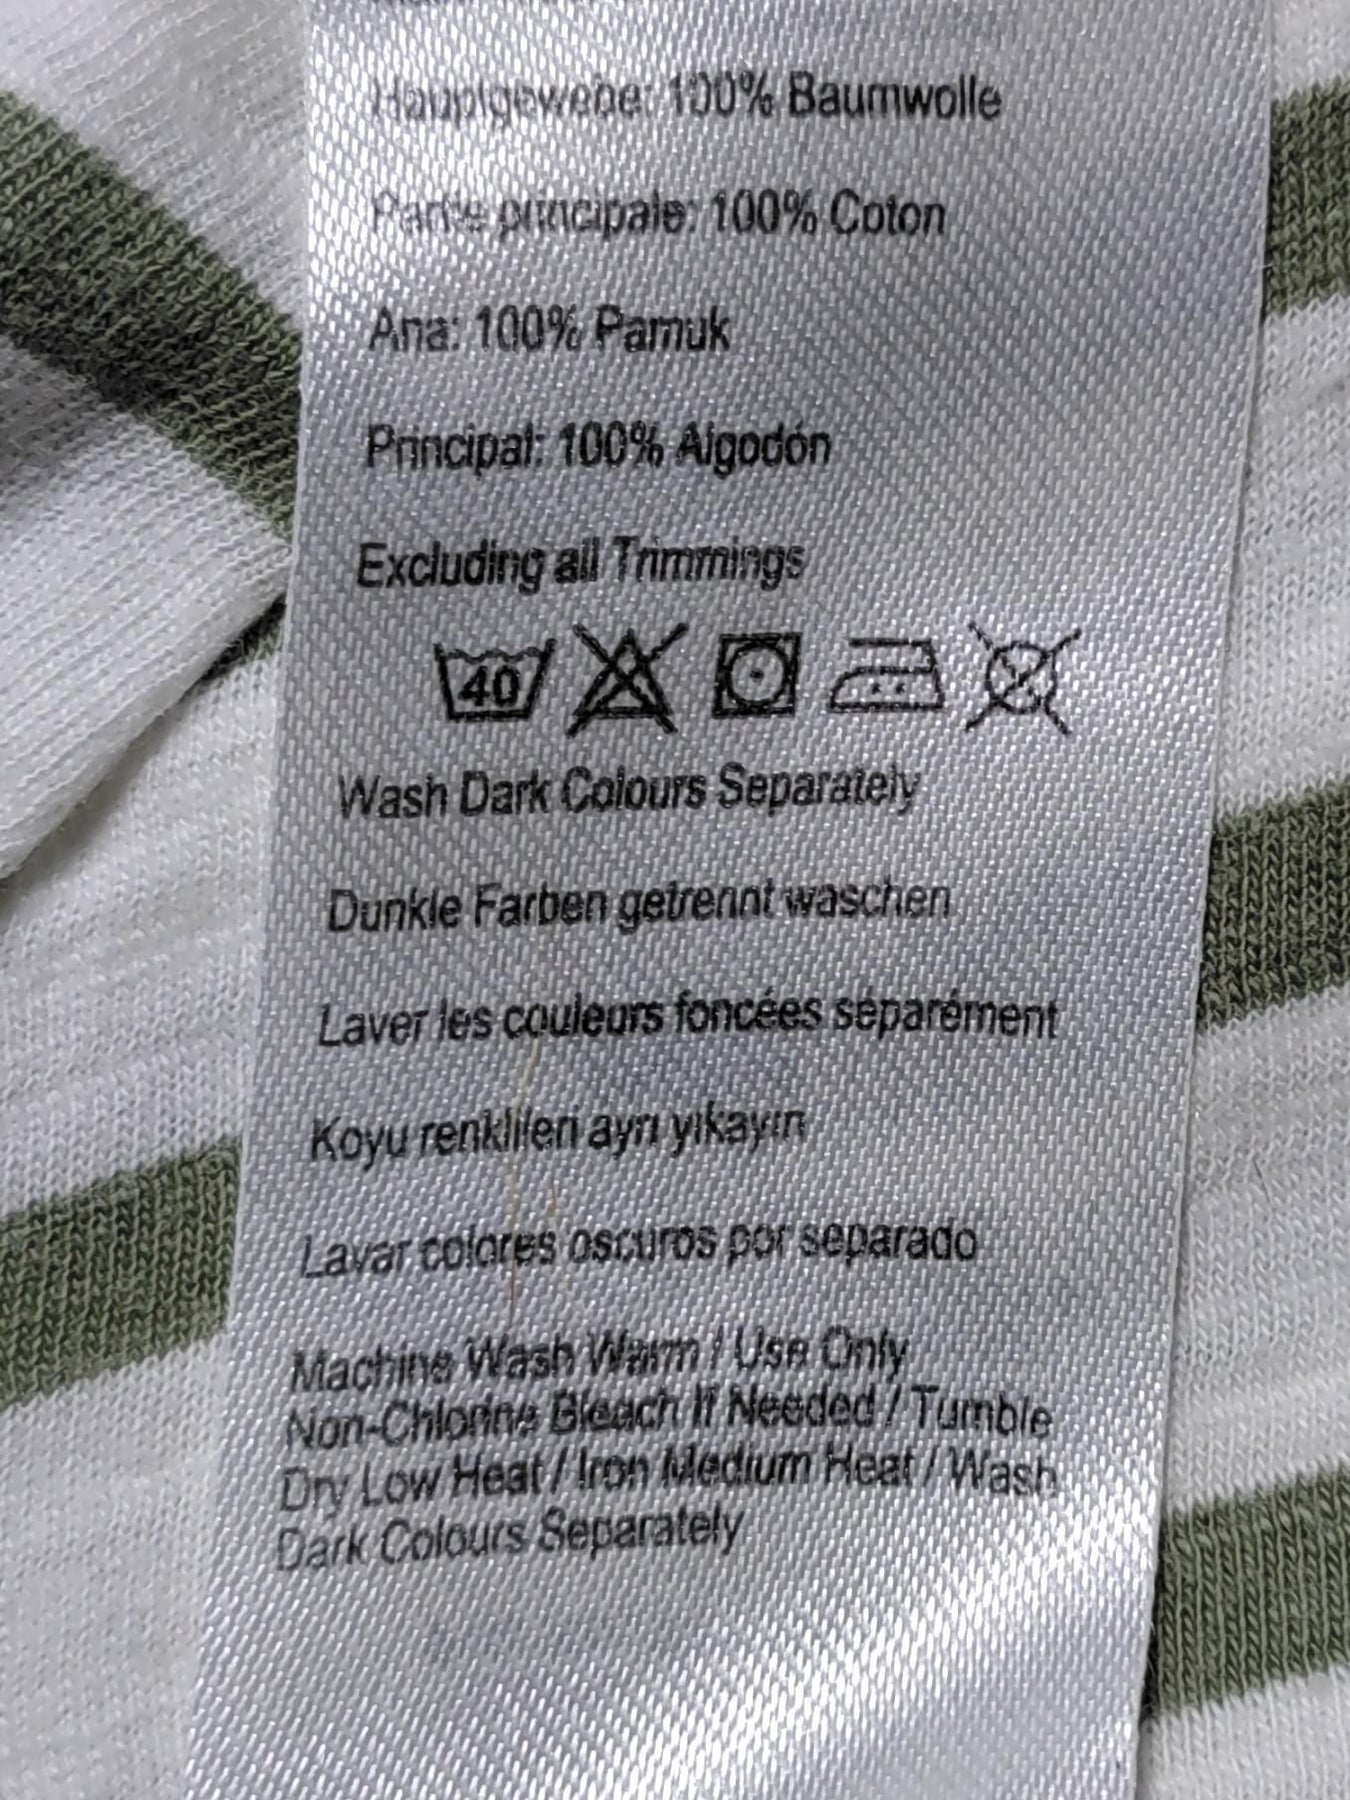 Hauptgewebe: 100% Baumwolle
Partie principale: 100% Coton
Ana: 100% Pamuk
Principal: 100% Algodón
Excluding all Trimmings
40
Wash Dark Colours Separately
Dunkle Farben getrennt waschen
Laver les couleurs foncées séparément
Koyu renklileri ayrı yıkayın
Lavar colores oscuros por separado
Machine Wash Warm / Use Only
Non-Chlorine Bleach If Needed / Tumble
Dry Low Heat / Iron Medium Heat / Wash
Dark Colours Separately